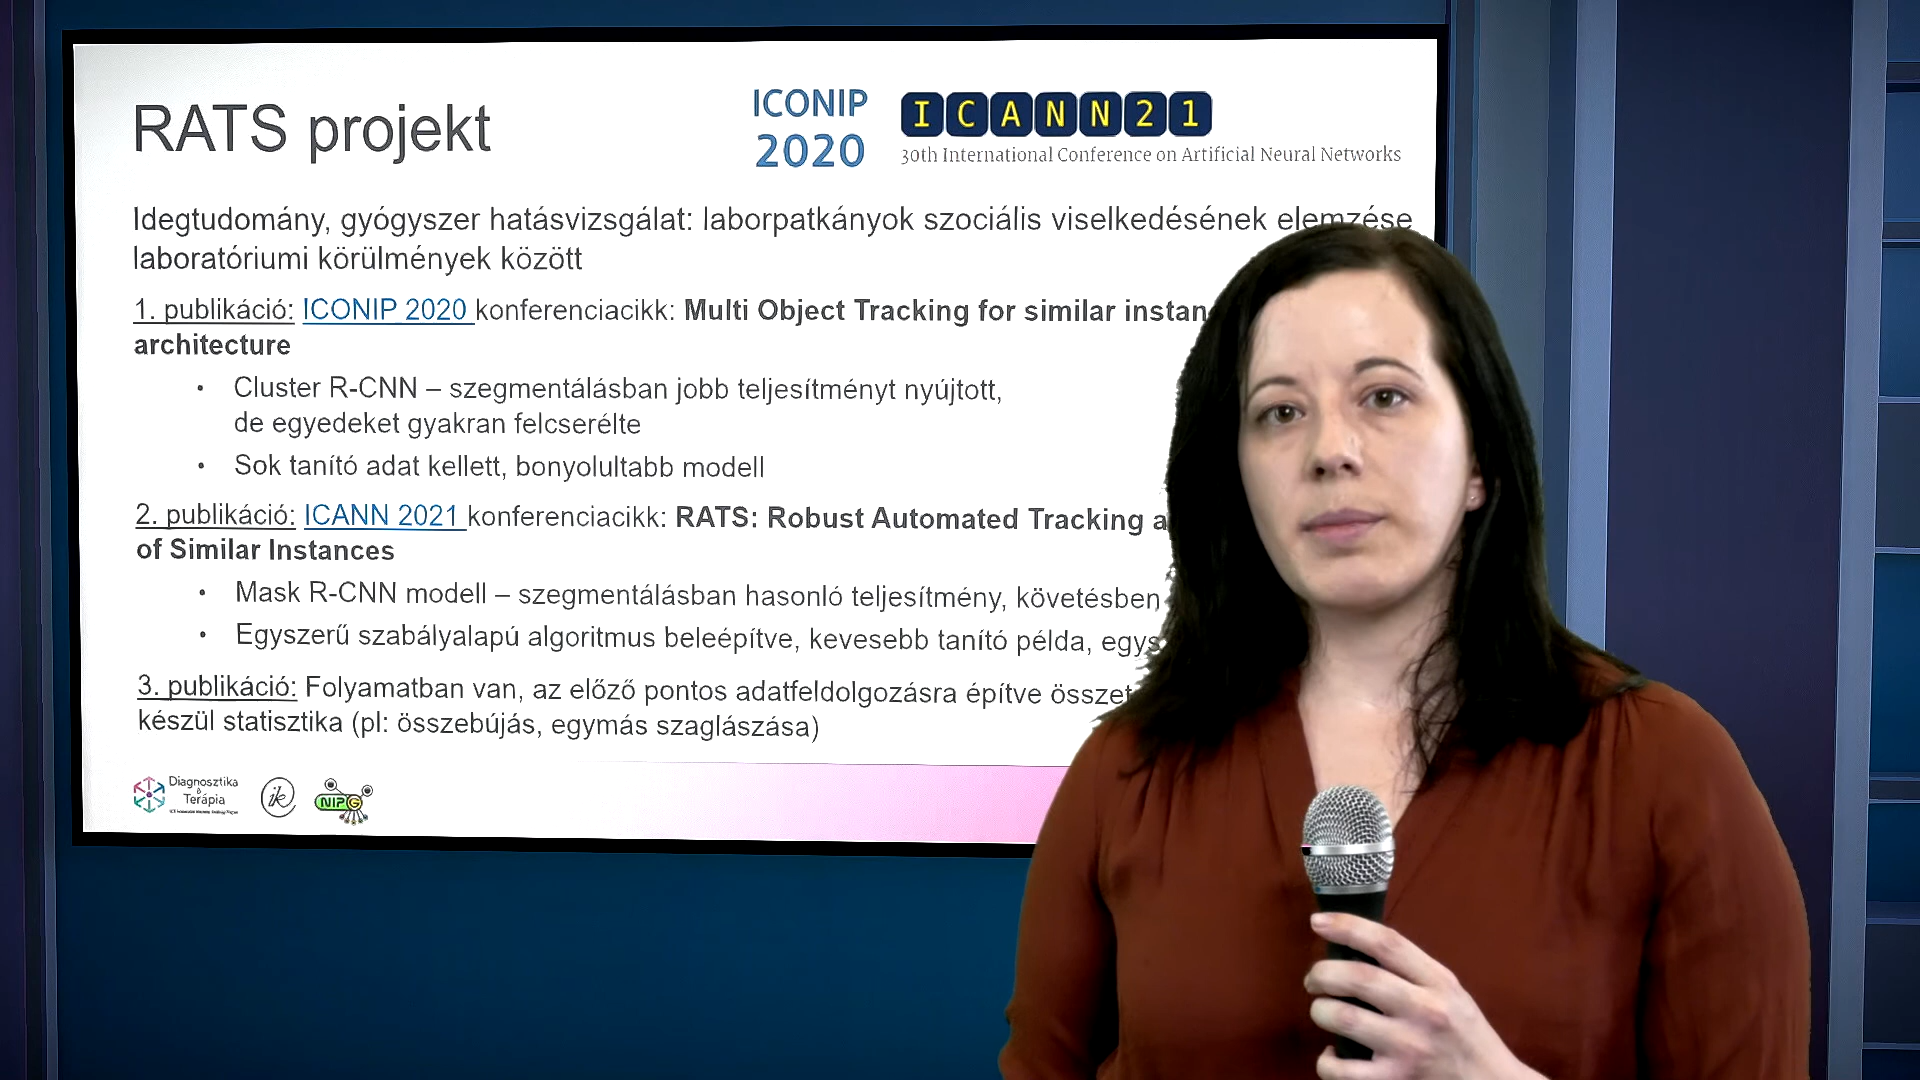 RATS projekt
ICONIP
2020
ICANN21
30th International Conference on Artificial Neural Networks
Idegtudomány, gyógyszer hatásvizsgálat: laborpatkányok szociális viselkedésének elemzése
laboratóriumi körülmények között
1. publikáció: ICONIP 2020 konferenciacikk: Multi Object Tracking for similar instan
architecture
• Cluster R-CNN – szegmentálásban jobb teljesítményt nyújtott,
de egyedeket gyakran felcserélte
• Sok tanító adat kellett, bonyolultabb modell
2. publikáció: ICANN 2021 konferenciacikk: RATS: Robust Automated Tracking a
of Similar Instances
• Mask R-CNN modell – szegmentálásban hasonló teljesítmény, követésben
• Egyszerű szabályalapú algoritmus beleépítve, kevesebb tanító példa, egys
3. publikáció: Folyamatban van, az előző pontos adatfeldolgozásra építve összet
készül statisztika (pl: összebújás, egymás szaglászása)
Diagnosztika
&
Terápia
ik
NIPG